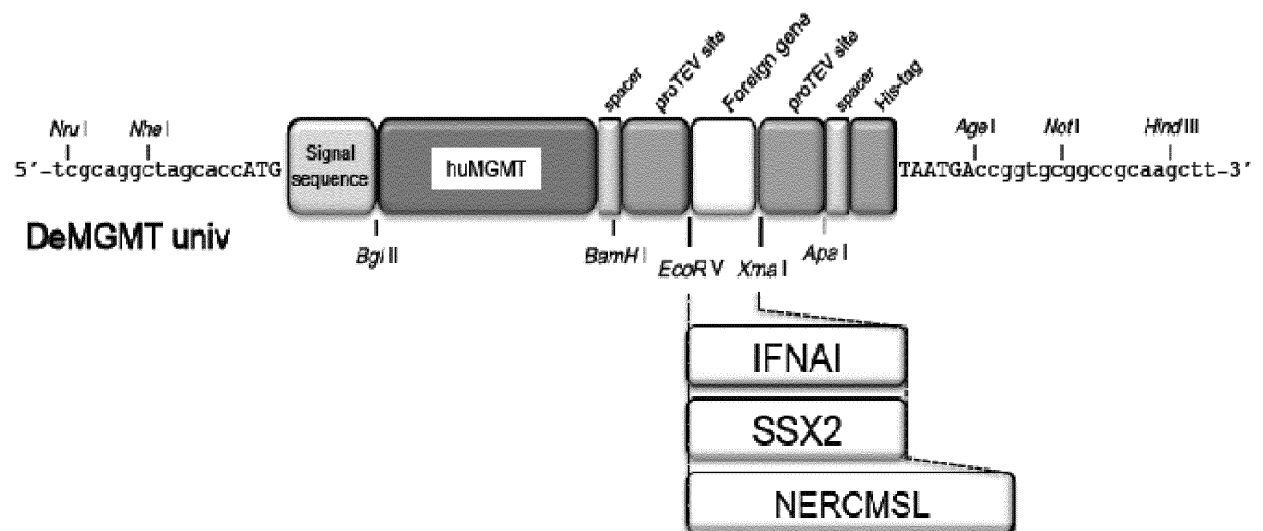 spacer
proTEV site
Foreign gene
proTEV site
spacer
His-tag
Nru I
Nhe I
Age I
Not I
Hind III
5´-tcgcaggctagcaccATG
Signal
sequence
huMGMT
TAATGAccggtgcggccgcaagctt-3´
DeMGMT univ
Bgl II
BamH I
EcoR V
Xma I
Apa I
IFNAI
SSX2
NERCMSL